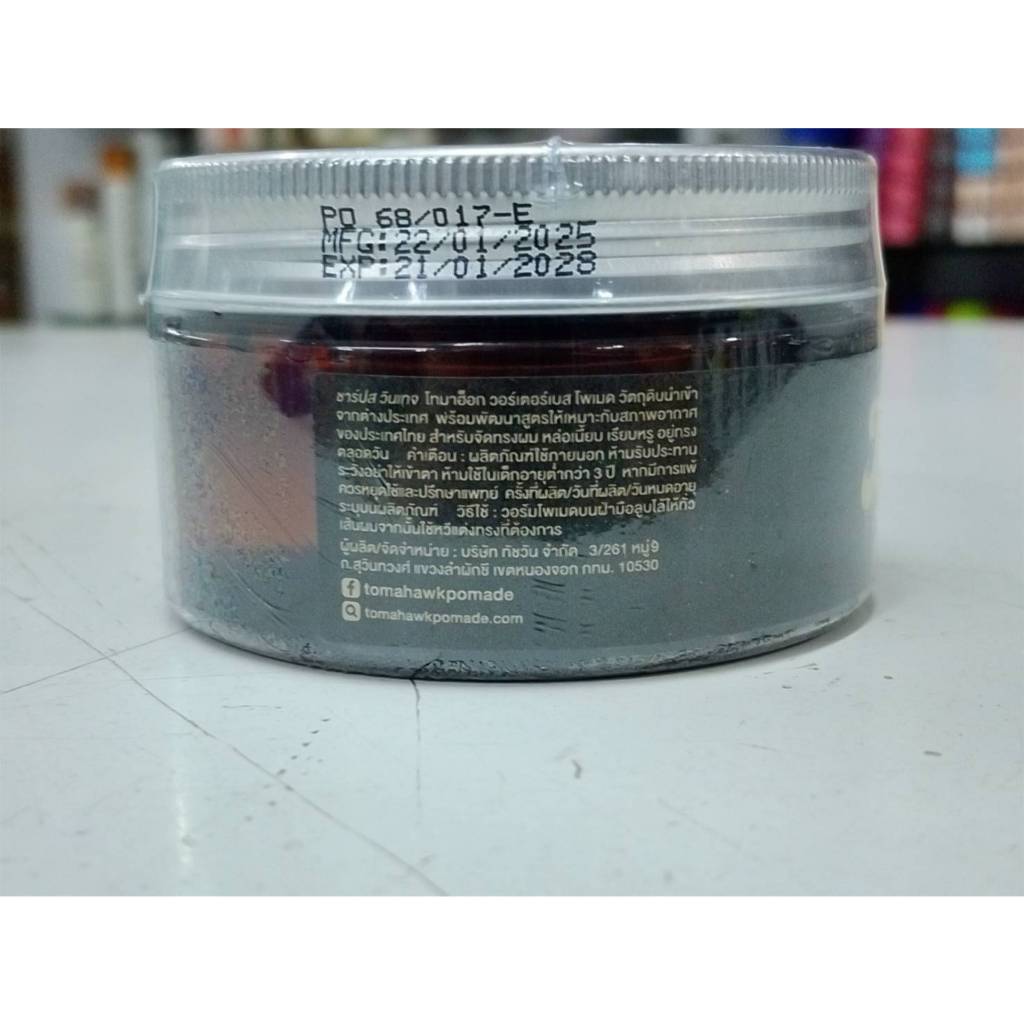 PO 68/017-E
MFG:22/01/2025
EXP:21/01/2028
ชาร์ปส วันเทจ โทมาฮ็อก วอร์เตอร์เบส โพเมด วัตถุดิบนำเข้า
จากต่างประเทศ พร้อมพัฒนาสูตรให้เหมาะกับสภาพอากาศ
ของประเทศไทย สำหรับจัดทรงผม หล่อเนี้ยบ เรียบหรู อยู่ทรง
ตลอดวัน คำเตือน : ผลิตภัณฑ์ใช้ภายนอก ห้ามรับประทาน
ระวังอย่าให้เข้าตา ห้ามใช้ในเด็กอายุต่ำกว่า 3 ปี หากมีการแพ้
ควรหยุดใช้และปรึกษาแพทย์ ครั้งที่ผลิต/วันที่ผลิต/วันหมดอายุ
ระบุบนผลิตภัณฑ์ วิธีใช้ : วอร์มโพเมดบนฝ่ามือลูบไล้ให้ทั่ว
เส้นผมจากนั้นใช้หวีแต่งทรงที่ต้องการ
ผู้ผลิต/จัดจำหน่าย : บริษัท ทัชวัน จำกัด 3/261 หมู่9
ถ.สุวินทวงศ์ แขวงลำผักชี เขตหนองจอก กทม. 10530
tomahawkpomade
tomahawkpomade.com